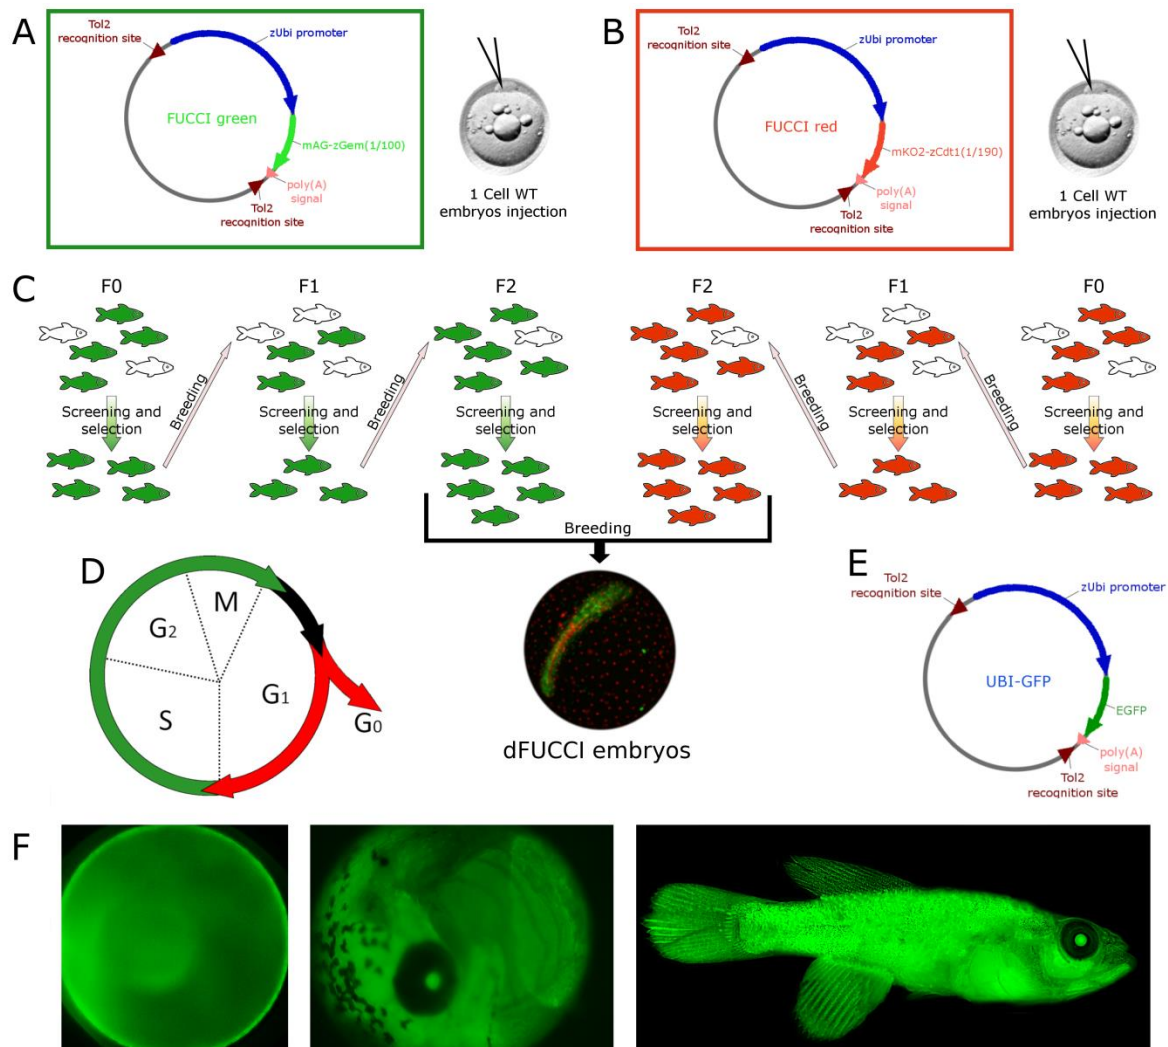 A
Tol2
recognition site
zUbi promoter
FUCCI green
mAG-zGem(1/100)
poly(A)
signal
Tol2
recognition site
1 Cell WT
embryos injection
B
Tol2
recognition site
zUbi promoter
FUCCI red
mKO2-zCdt1(1/190)
poly(A)
signal
Tol2
recognition site
1 Cell WT
embryos injection
C
F0
F1
F2
F2
F1
F0
Breeding
Breeding
Breeding
Breeding
Screening and
selection
Screening and
selection
Screening and
selection
Screening and
selection
Screening and
selection
Screening and
selection
Breeding
dFUCCI embryos
D
M
G2
G1
S
G0
E
Tol2
recognition site
zUbi promoter
UBI-GFP
EGFP
poly(A)
signal
Tol2
recognition site
F